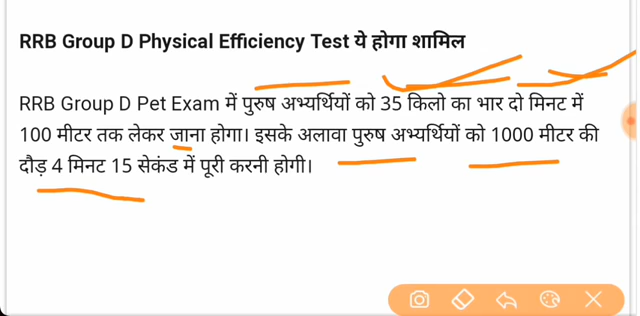 RRB Group D Physical Efficiency Test ये होगा शामिल
RRB Group D Pet Exam में पुरुष अभ्यर्थियों को 35 किलो का भार दो मिनट में
100 मीटर तक लेकर जाना होगा। इसके अलावा पुरुष अभ्यर्थियों को 1000 मीटर की
दौड़ 4 मिनट 15 सेकंड में पूरी करनी होगी।